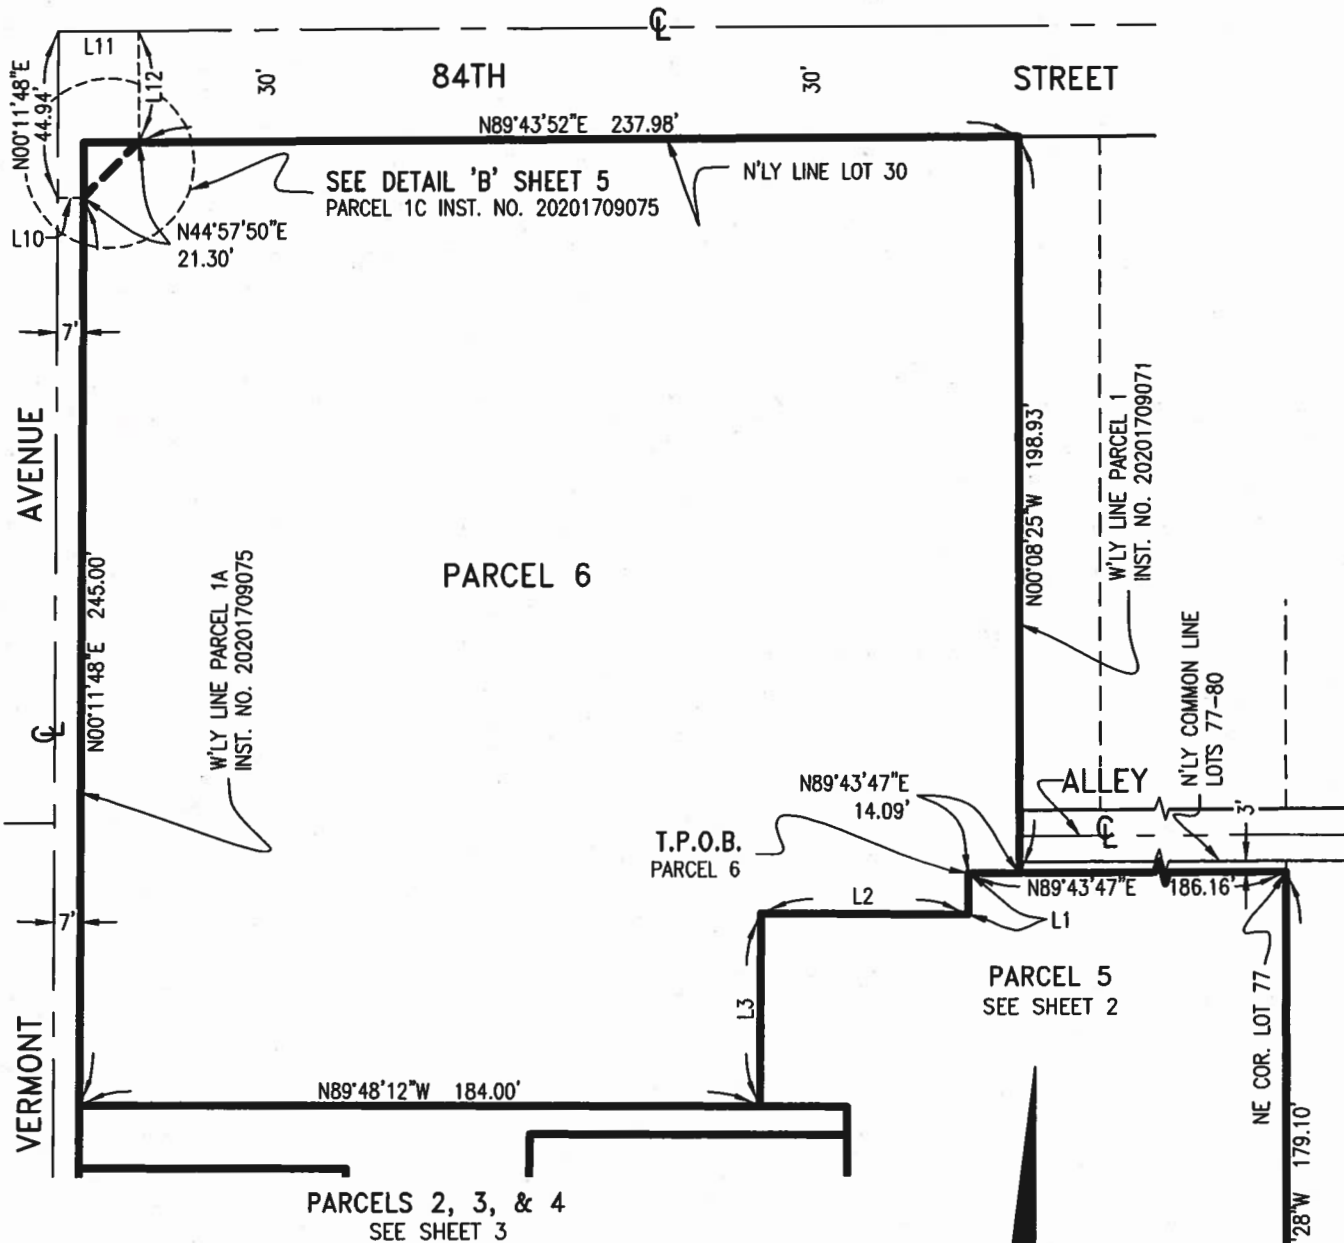 ℄
L11
L12
N00°11'48"E
44.94'
30'
84TH
30'
STREET
N89°43'52"E 237.98'
N'LY LINE LOT 30
SEE DETAIL 'B' SHEET 5
PARCEL 1C INST. NO. 20201709075
L10
N44°57'50"E
21.30'
7'
AVENUE
N00°11'48"E 245.00'
W'LY LINE PARCEL 1A
INST. NO. 20201709075
℄
PARCEL 6
N00°08'25"W 198.93'
W'LY LINE PARCEL 1
INST. NO. 20201709071
N'LY COMMON LINE
LOTS 77-80
ALLEY
℄
3'
N89°43'47"E
14.09'
T.P.O.B.
PARCEL 6
N89°43'47"E 186.16'
L2
L1
7'
L3
PARCEL 5
SEE SHEET 2
NE COR. LOT 77
VERMONT
N89°48'12"W 184.00'
'28"W 179.10'
PARCELS 2, 3, & 4
SEE SHEET 3